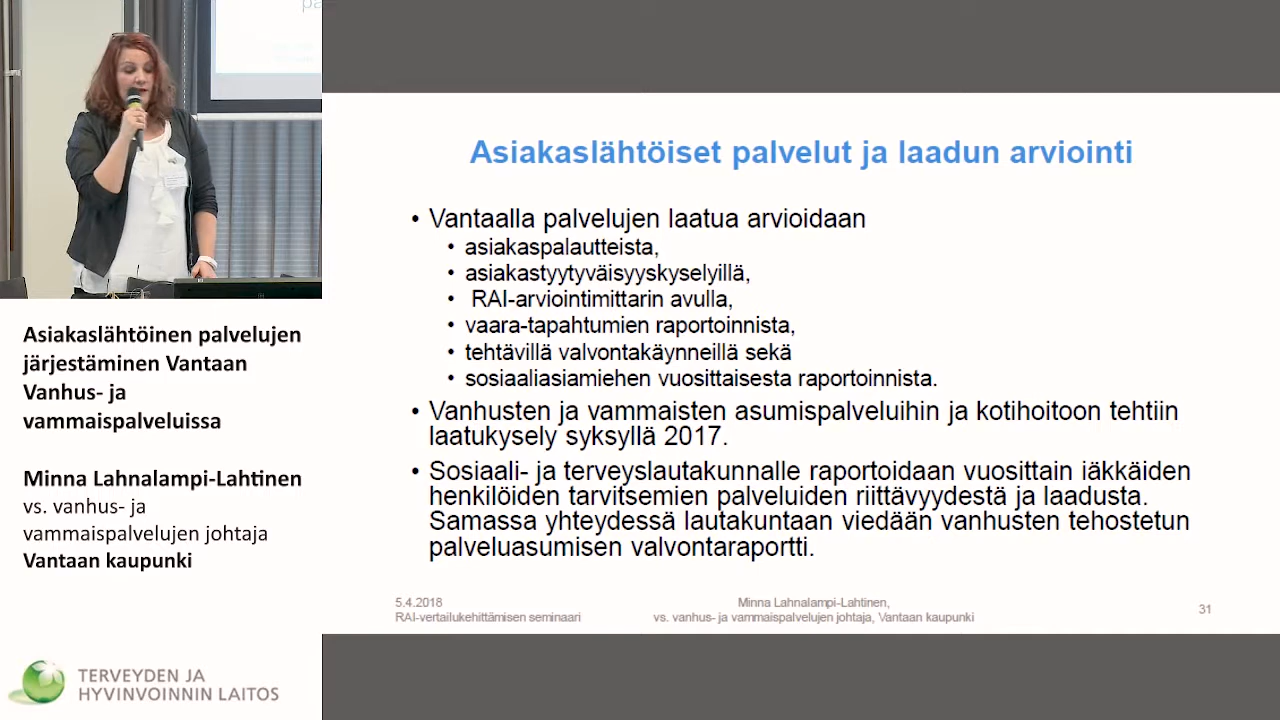 Asiakaslähtöinen palvelujen
järjestäminen Vantaan
Vanhus- ja
vammaispalveluissa
Minna Lahnalampi-Lahtinen
vs. vanhus- ja
vammaispalvelujen johtaja
Vantaan kaupunki
TERVEYDEN JA
HYVINVOINNIN LAITOS
Asiakaslähtöiset palvelut ja laadun arviointi
• Vantaalla palvelujen laatua arvioidaan
• asiakaspalautteista,
• asiakastyytyväisyyskyselyillä,
• RAI-arviointimittarin avulla,
• vaara-tapahtumien raportoinnista,
• tehtävillä valvontakäynneillä sekä
• sosiaaliasiamiehen vuosittaisesta raportoinnista.
• Vanhusten ja vammaisten asumispalveluihin ja kotihoitoon tehtiin
laatukysely syksyllä 2017.
• Sosiaali- ja terveyslautakunnalle raportoidaan vuosittain iäkkäiden
henkilöiden tarvitsemien palveluiden riittävyydestä ja laadusta.
Samassa yhteydessä lautakuntaan viedään vanhusten tehostetun
palveluasumisen valvontaraportti.
5.4.2018
RAI-vertailukehittämisen seminaari
Minna Lahnalampi-Lahtinen,
vs. vanhus- ja vammaispalvelujen johtaja, Vantaan kaupunki
31